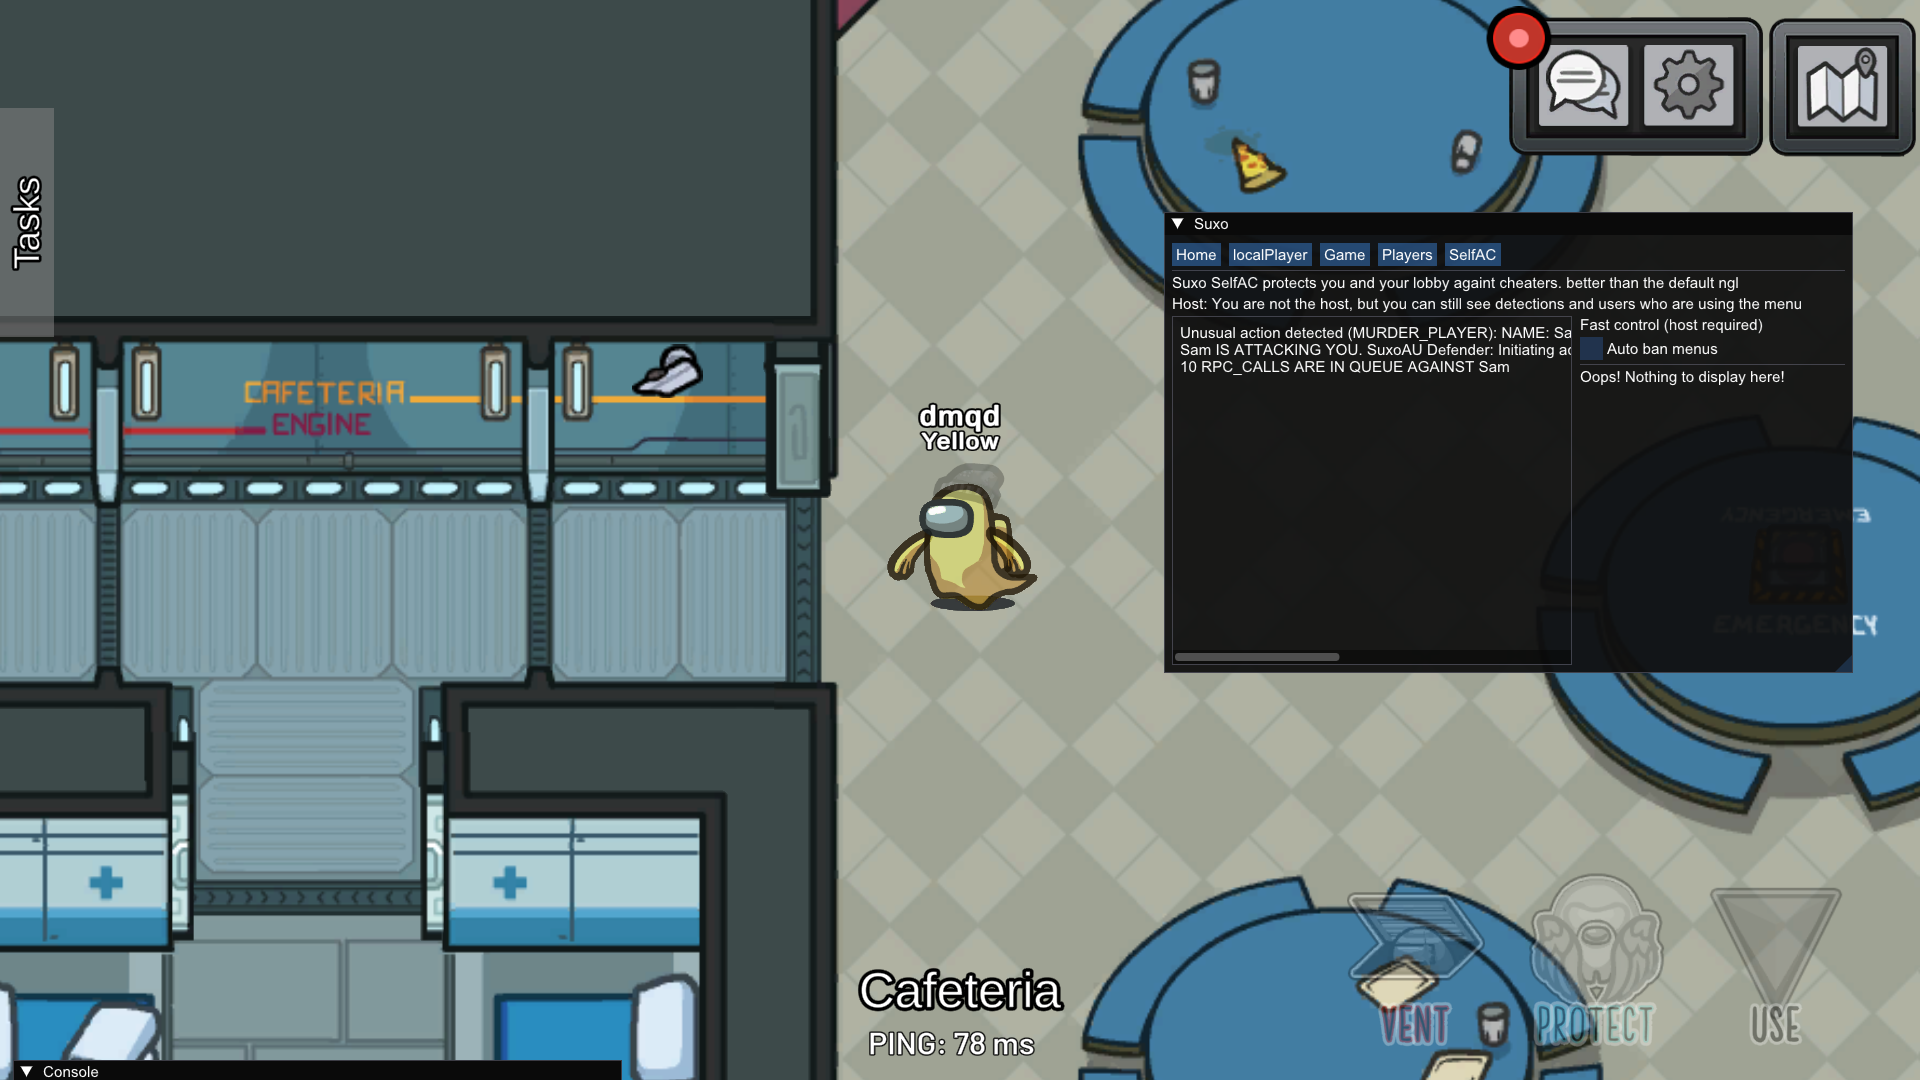 Tasks
CAFETERIA
ENGINE
dmqd
Yellow
Suxo
Home localPlayer Game Players SelfAC
Suxo SelfAC protects you and your lobby againt cheaters. better than the default ngl
Host: You are not the host, but you can still see detections and users who are using the menu
Unusual action detected (MURDER_PLAYER): NAME: Sa
Sam IS ATTACKING YOU. SuxoAU Defender: Initiating ac
10 RPC_CALLS ARE IN QUEUE AGAINST Sam
Fast control (host required)
Auto ban menus
Oops! Nothing to display here!
EMERGENCY
EMERGENCY
Cafeteria
PING: 78 ms
VENT
PROTECT
USE
Console